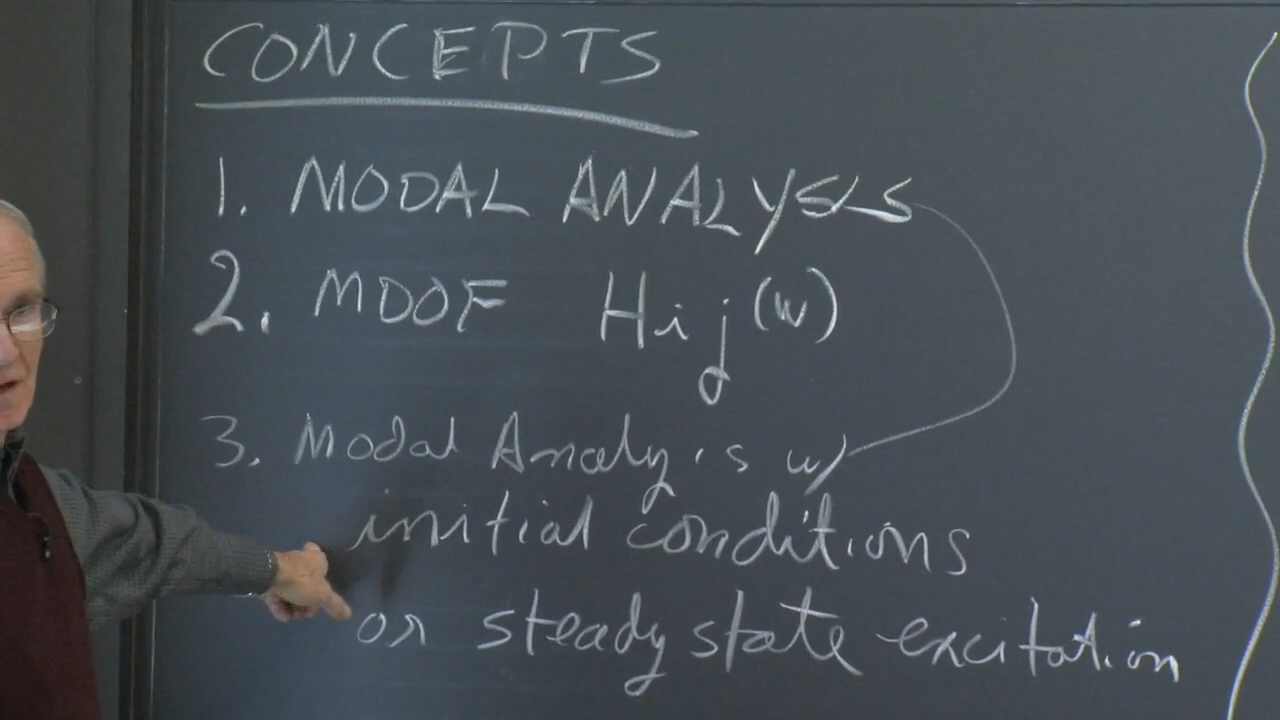 CONCEPTS
1. MODAL ANALYSIS
2. MDOF Hij(ω)
3. Modal Analysis w/
initial conditions
or steady state excitation